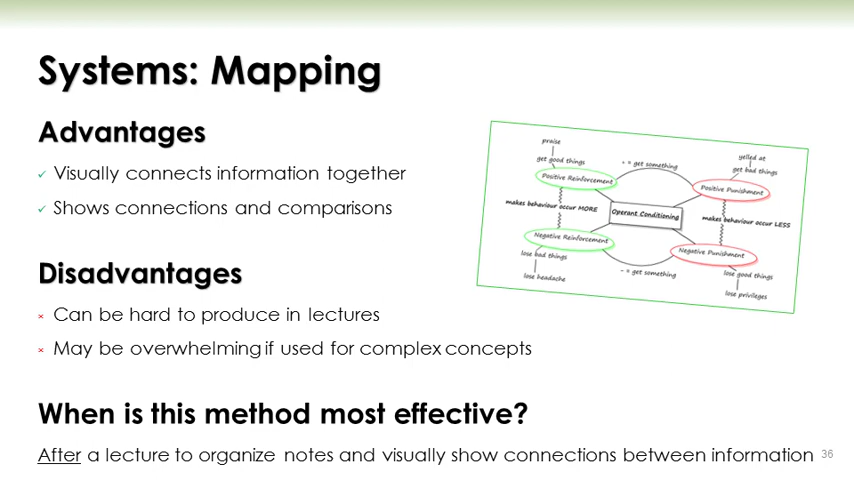 Systems: Mapping
Advantages
✓ Visually connects information together
✓ Shows connections and comparisons
Disadvantages
× Can be hard to produce in lectures
× May be overwhelming if used for complex concepts
When is this method most effective?
After a lecture to organize notes and visually show connections between information
36
praise
get good things
Positive Reinforcement
+ = get something
yelled at
get bad things
Positive Punishment
makes behaviour occur MORE
Operant Conditioning
makes behaviour occur LESS
Negative Reinforcement
lose bad things
lose headache
- = get something
Negative Punishment
lose good things
lose privileges